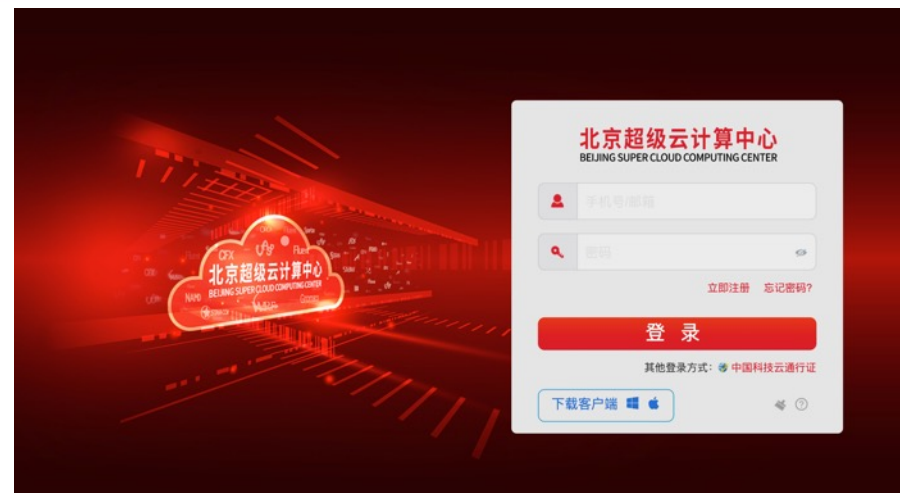 北京超级云计算中心
BEIJING SUPER CLOUD COMPUTING CENTER
手机号/邮箱
密码
立即注册 忘记密码?
登 录
其他登录方式: 中国科技云通行证
下载客户端
CFX
北京超级云计算中心
BEIJING SUPER CLOUD COMPUTING CENTER
NAMD